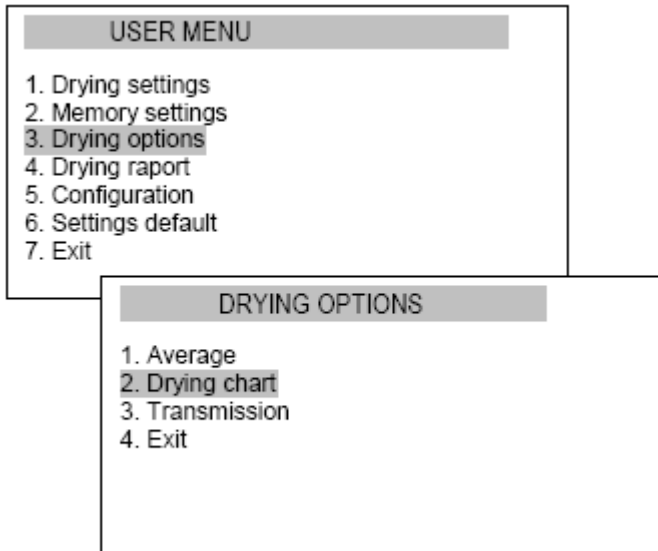 USER MENU
1. Drying settings
2. Memory settings
3. Drying options
4. Drying raport
5. Configuration
6. Settings default
7. Exit
DRYING OPTIONS
1. Average
2. Drying chart
3. Transmission
4. Exit